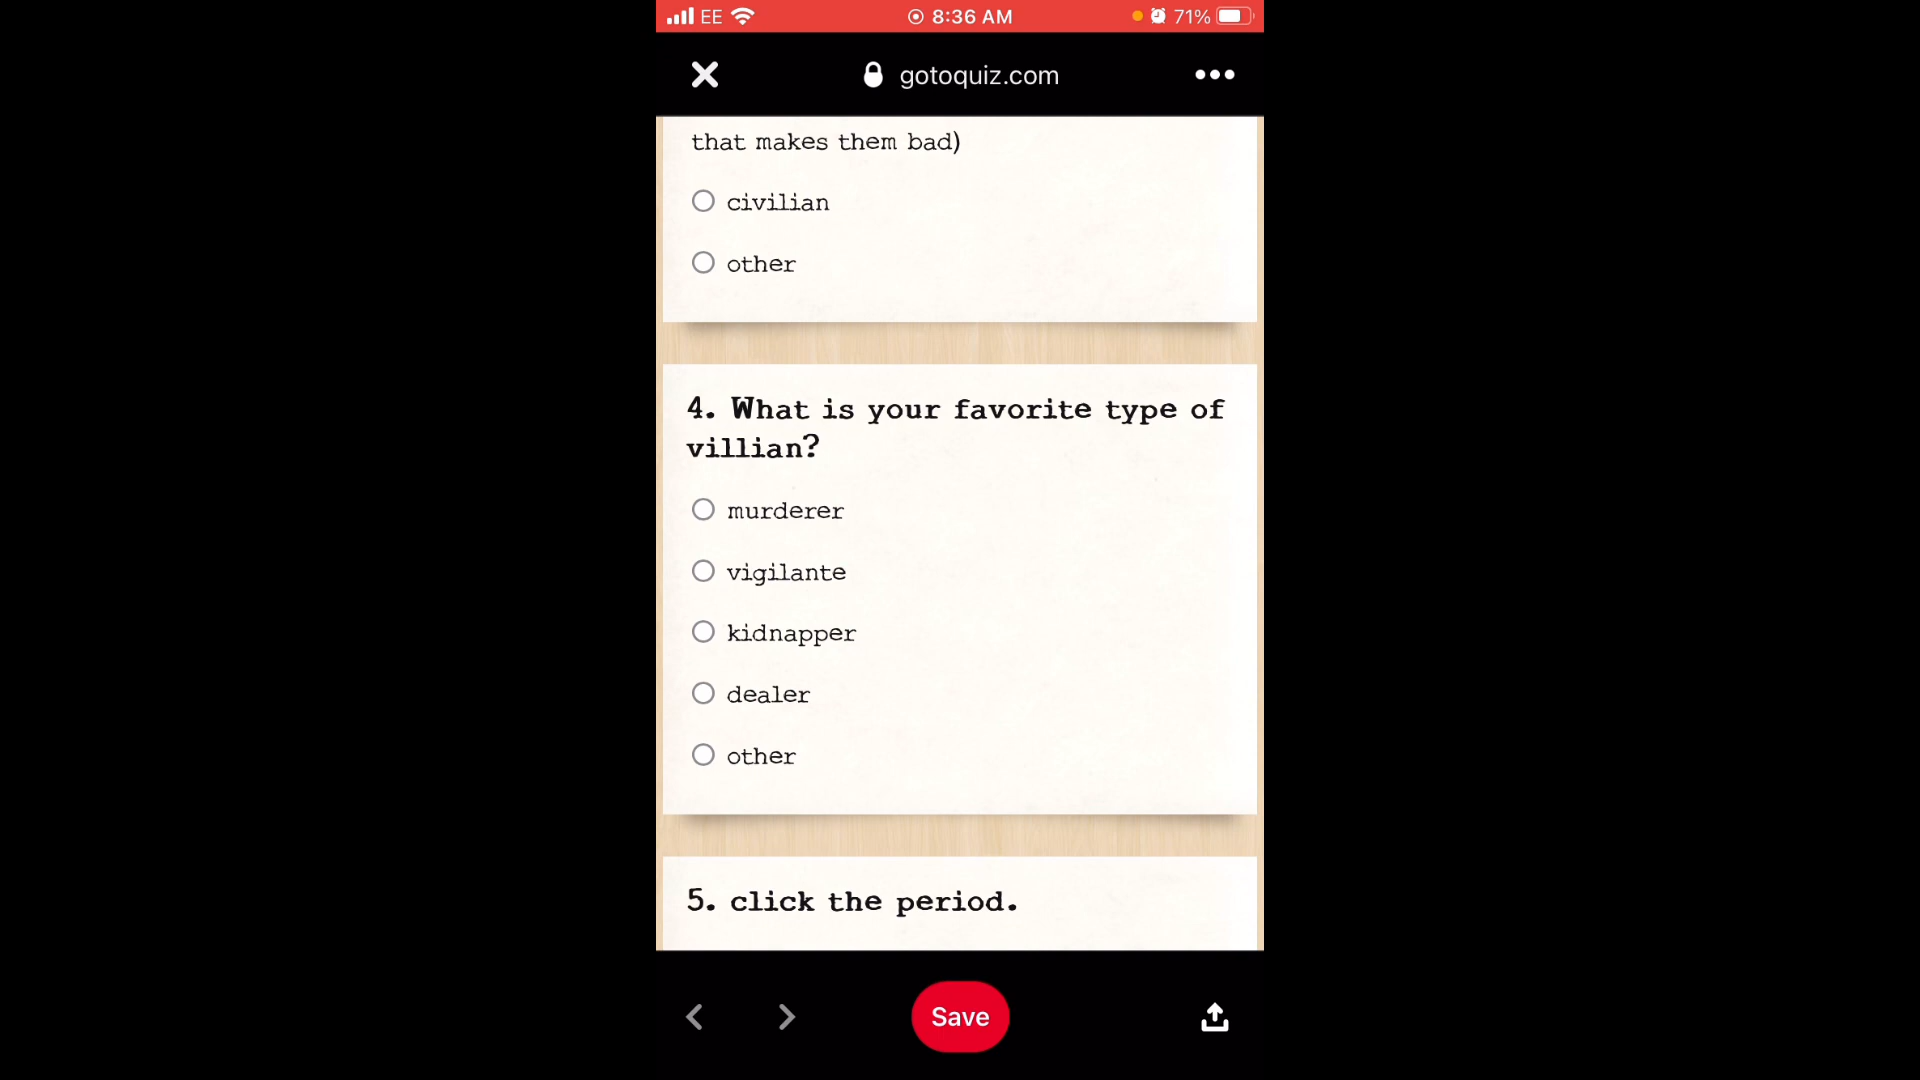 EE 8:36 AM 71%
gotoquiz.com
that makes them bad)
civilian
other
4. What is your favorite type of
villian?
murderer
vigilante
kidnapper
dealer
other
5. click the period.
Save